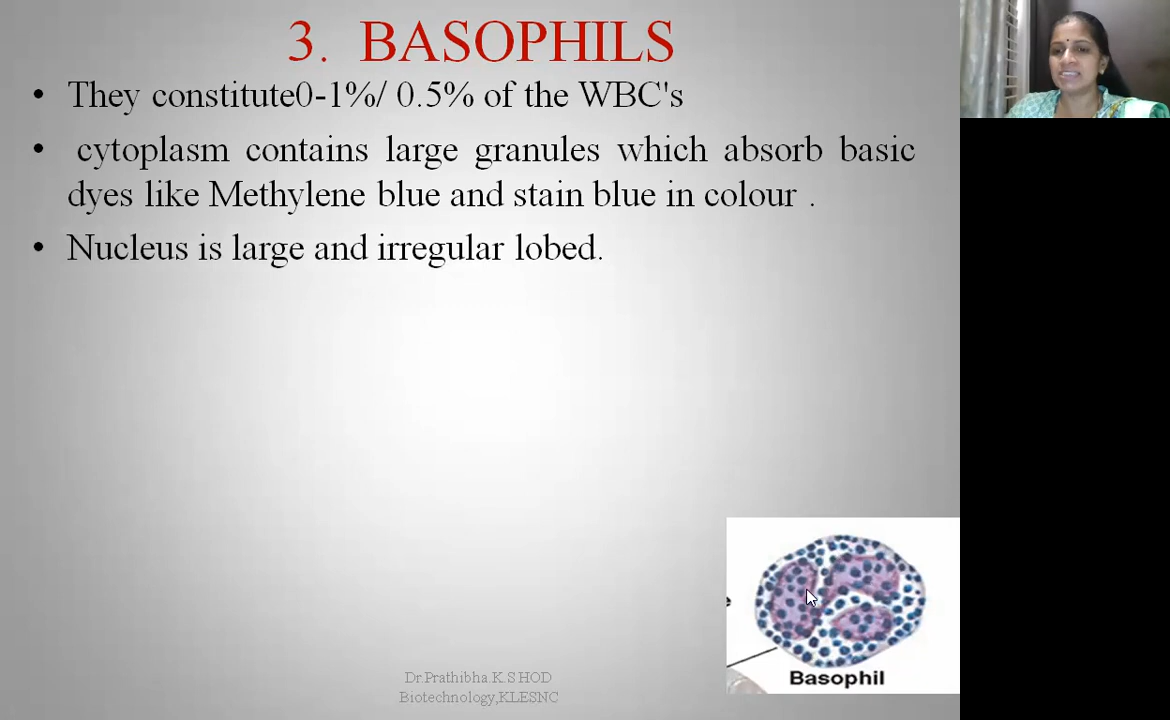 3. BASOPHILS
• They constitute0-1%/ 0.5% of the WBC's
• cytoplasm contains large granules which absorb basic
dyes like Methylene blue and stain blue in colour .
• Nucleus is large and irregular lobed.
Basophil
Dr.Prathibha.K.S HOD
Biotechnology,KLESNC